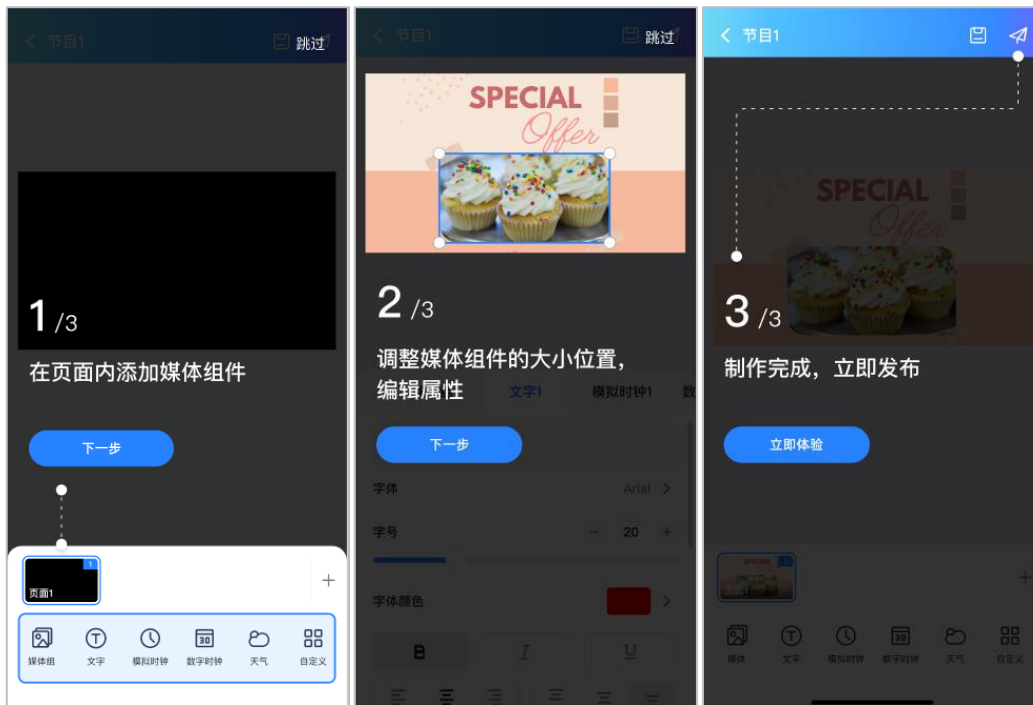 节目1
跳过
1/3
在页面内添加媒体组件
下一步
1
页面1
媒体组
文字
模拟时钟
30
数字时钟
天气
自定义
节目1
跳过
SPECIAL
Offer
2/3
调整媒体组件的大小位置,
编辑属性
文字1
模拟时钟1
数
下一步
字体
Arial
字号
20
字体颜色
B
I
U
节目1
SPECIAL
Offer
3/3
制作完成，立即发布
立即体验
SPECIAL
1
媒体
文字
模拟时钟
30
数字时钟
天气
自定义